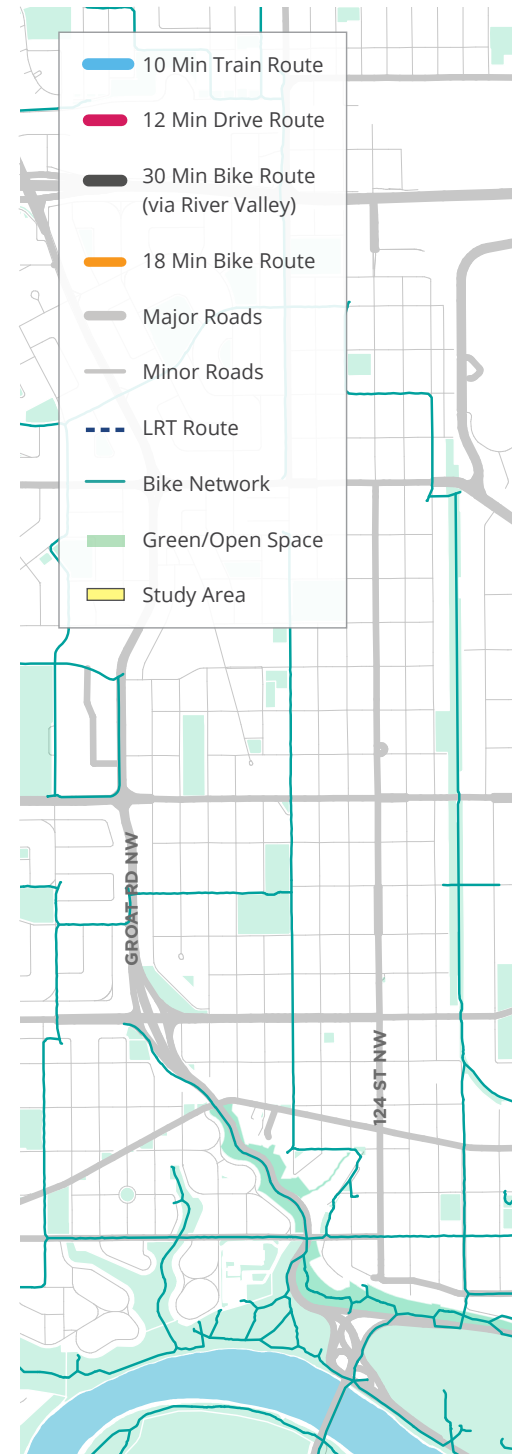 10 Min Train Route
12 Min Drive Route
30 Min Bike Route
(via River Valley)
18 Min Bike Route
Major Roads
Minor Roads
LRT Route
Bike Network
Green/Open Space
Study Area
GROAT RD NW
124 ST NW